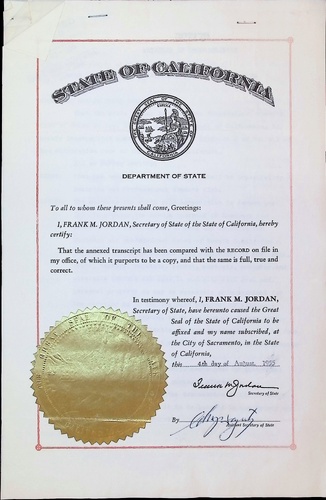 STATE OF CALIFORNIA
DEPARTMENT OF STATE
To all to whom these presents shall come, Greetings:
I, FRANK M. JORDAN, Secretary of State of the State of California, hereby
certify:
That the annexed transcript has been compared with the RECORD on file in
my office, of which it purports to be a copy, and that the same is full, true and
correct.
In testimony whereof, I, FRANK M. JORDAN,
Secretary of State, have hereunto caused the Great
Seal of the State of California to be
affixed and my name subscribed, at
the City of Sacramento, in the
State of California,
this 4th day of August, 1955
Frank M. Jordan
Secretary of State
By
Assistant Secretary of State